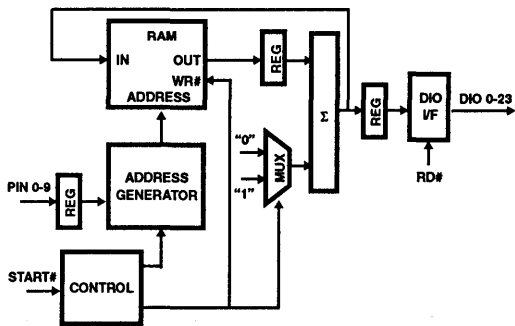 RAM
IN
OUT
WR#
ADDRESS
REG
Σ
REG
DIO
I/F
DIO 0-23
RD#
"0"
"1"
MUX
PIN 0-9
REG
ADDRESS
GENERATOR
START#
CONTROL